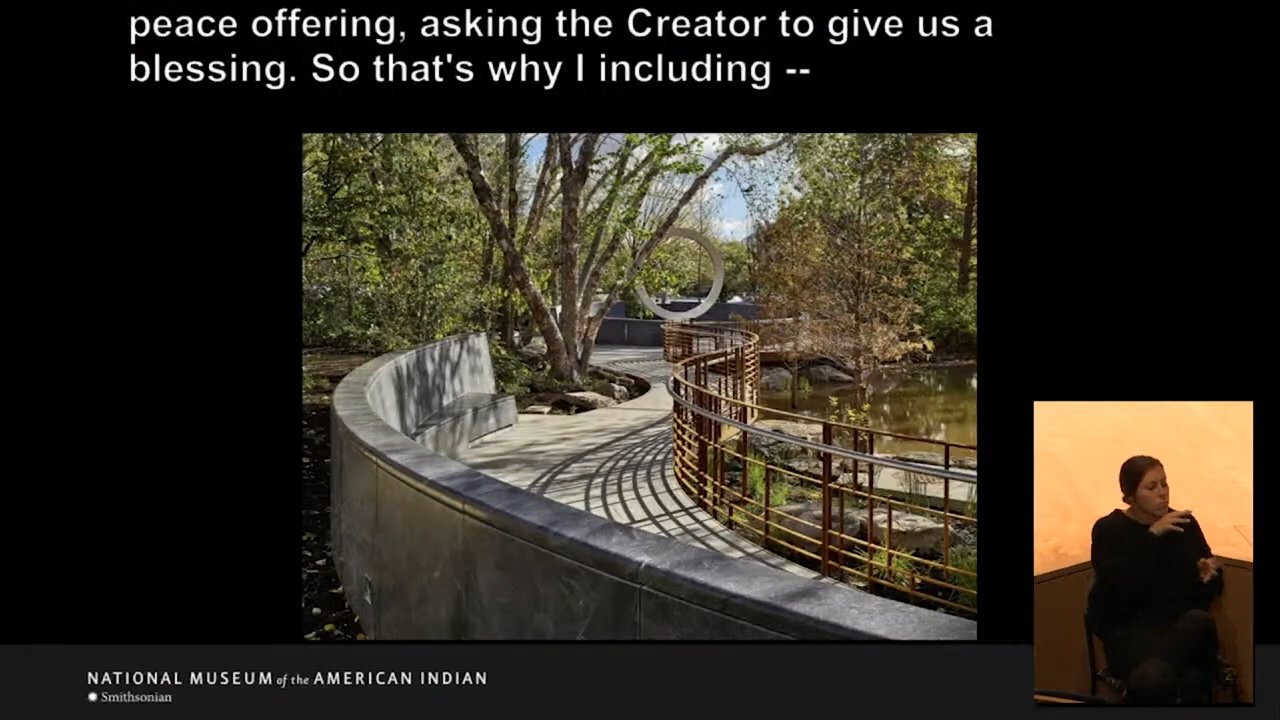 peace offering, asking the Creator to give us a
blessing. So that's why I including --
NATIONAL MUSEUM of the AMERICAN INDIAN
Smithsonian